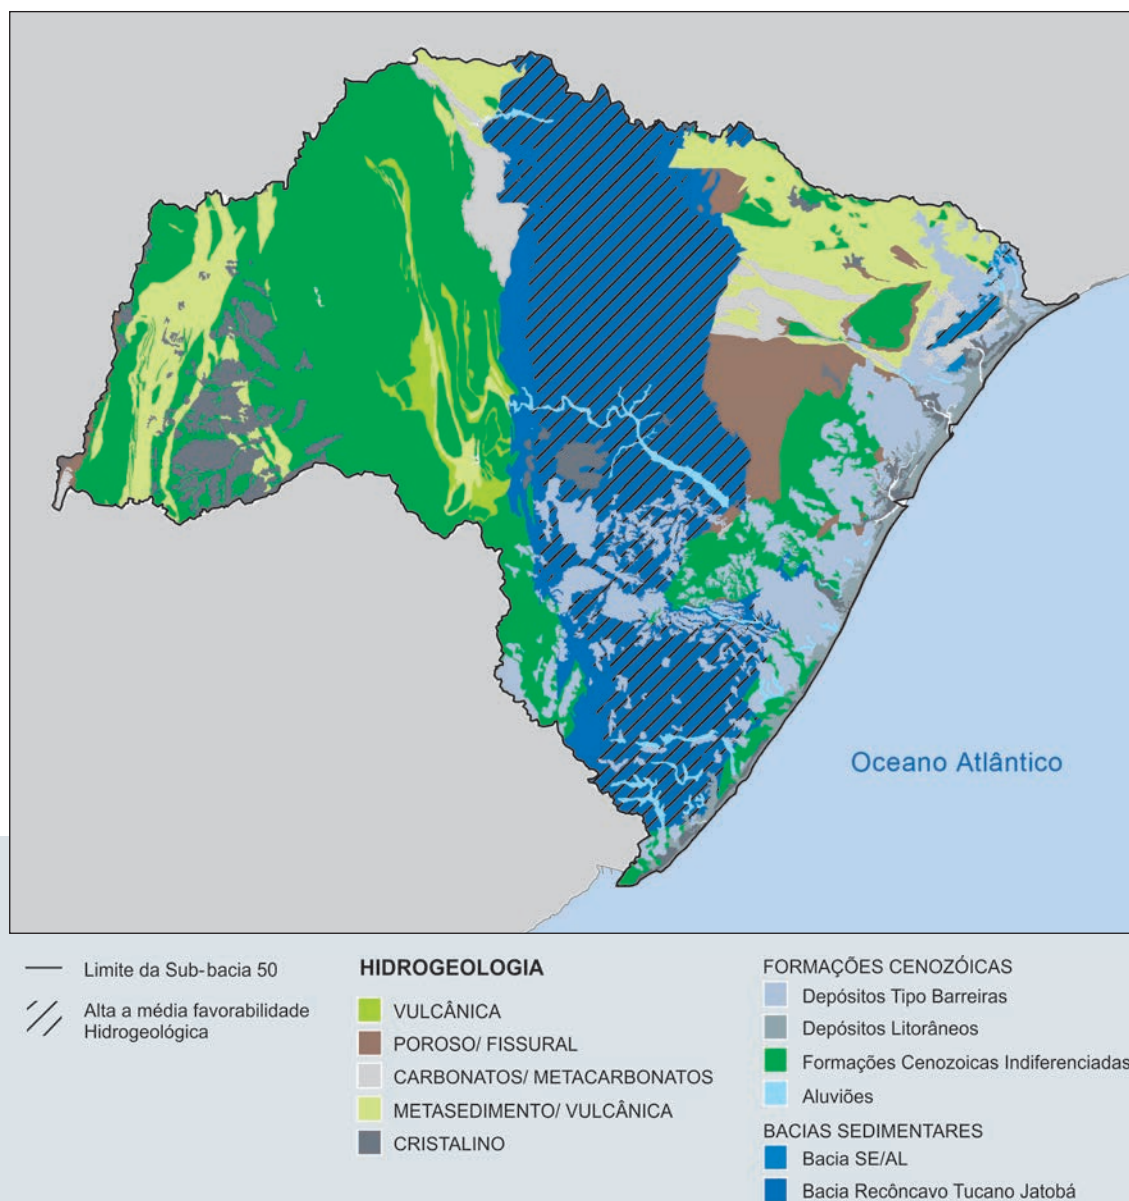 Oceano Atlântico
Limite da Sub-bacia 50
Alta a média favorabilidade
Hidrogeológica
HIDROGEOLOGIA
VULCÂNICA
POROSO/ FISSURAL
CARBONATOS/ METACARBONATOS
METASEDIMENTO/ VULCÂNICA
CRISTALINO
FORMAÇÕES CENOZÓICAS
Depósitos Tipo Barreiras
Depósitos Litorâneos
Formações Cenozoicas Indiferenciadas
Aluviões
BACIAS SEDIMENTARES
Bacia SE/AL
Bacia Recôncavo Tucano Jatobá